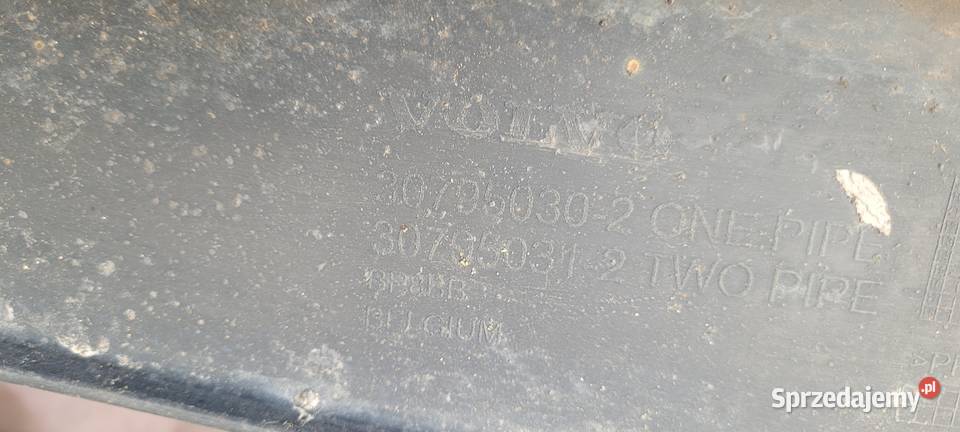 VOLVO
30795030-2 ONE PIPE
30795031-2 TWO PIPE
BELGIUM
>P
Sprzedajemy.pl